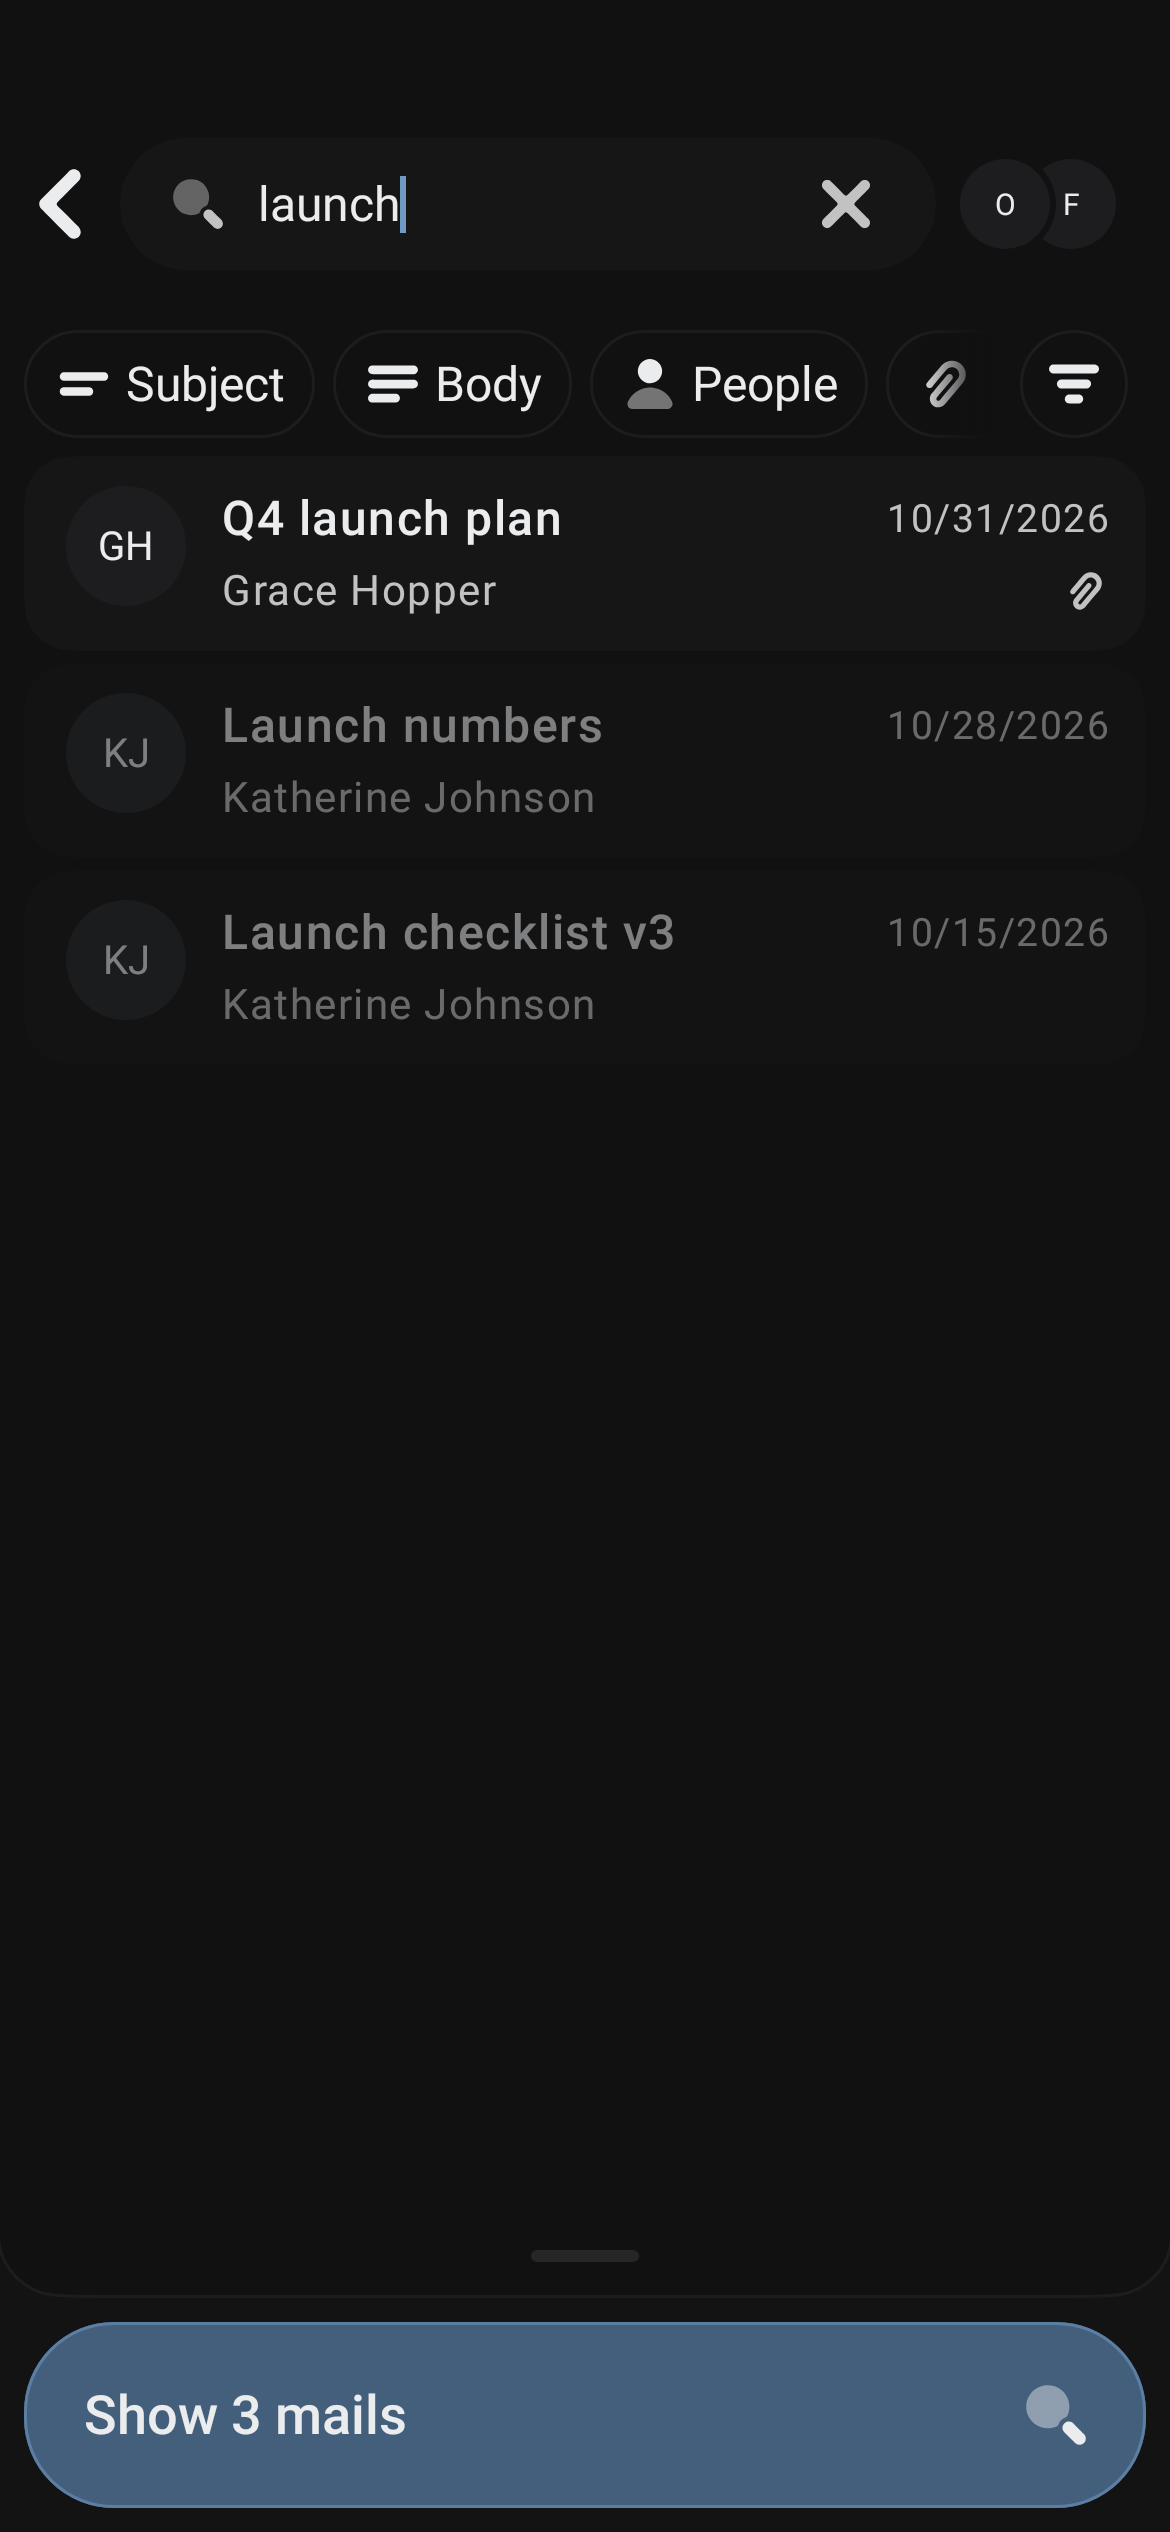 launch
O F
Subject Body People
Q4 launch plan 10/31/2026
GH
Grace Hopper
Launch numbers 10/28/2026
KJ
Katherine Johnson
Launch checklist v3 10/15/2026
KJ
Katherine Johnson
Show 3 mails